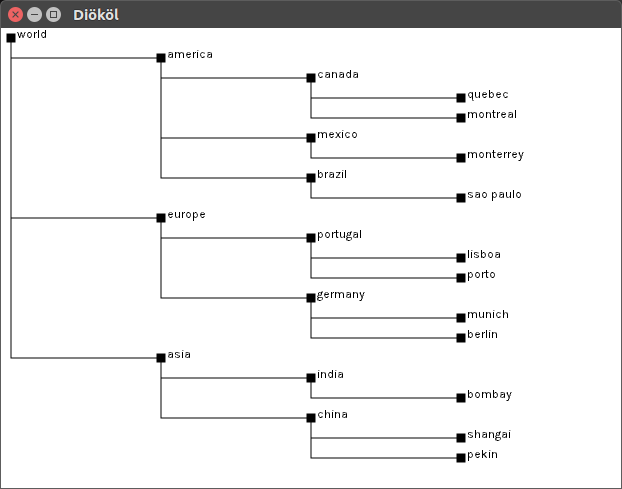 Diököl
world
america
canada
quebec
montreal
mexico
monterrey
brazil
sao paulo
europe
portugal
lisboa
porto
germany
munich
berlin
asia
india
bombay
china
shangai
pekin